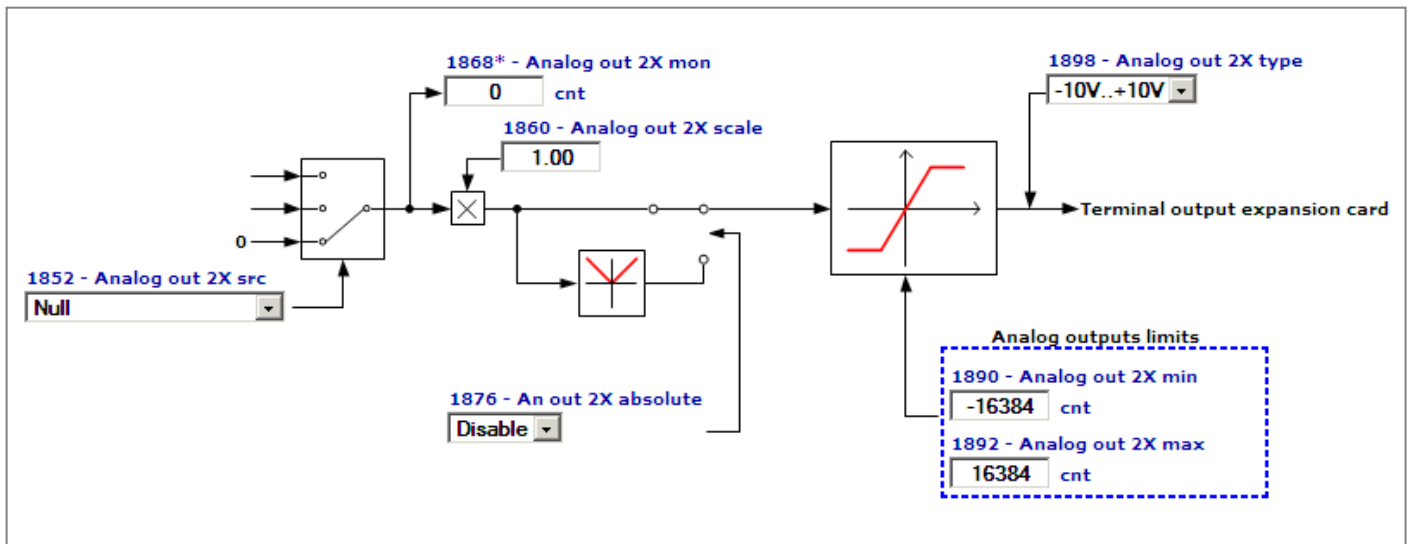 1868* - Analog out 2X mon
0 cnt
1898 - Analog out 2X type
-10V..+10V
1860 - Analog out 2X scale
1.00
Terminal output expansion card
0
1852 - Analog out 2X src
Null
Analog outputs limits
1890 - Analog out 2X min
-16384 cnt
1876 - An out 2X absolute
Disable
1892 - Analog out 2X max
16384 cnt